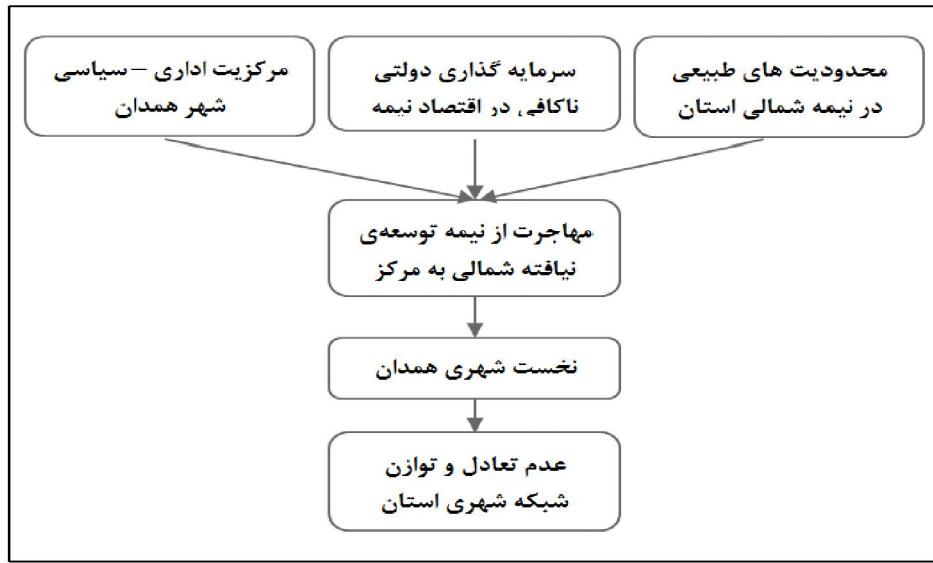 محدودیت های طبیعی
در نیمه شمالی استان
سرمایه گذاری دولتی
ناکافی در اقتصاد نیمه
مرکزیت اداری – سیاسی
شهر همدان
مهاجرت از نیمه توسعه‌ی
نیافته شمالی به مرکز
نخست شهری همدان
عدم تعادل و توازن
شبکه شهری استان